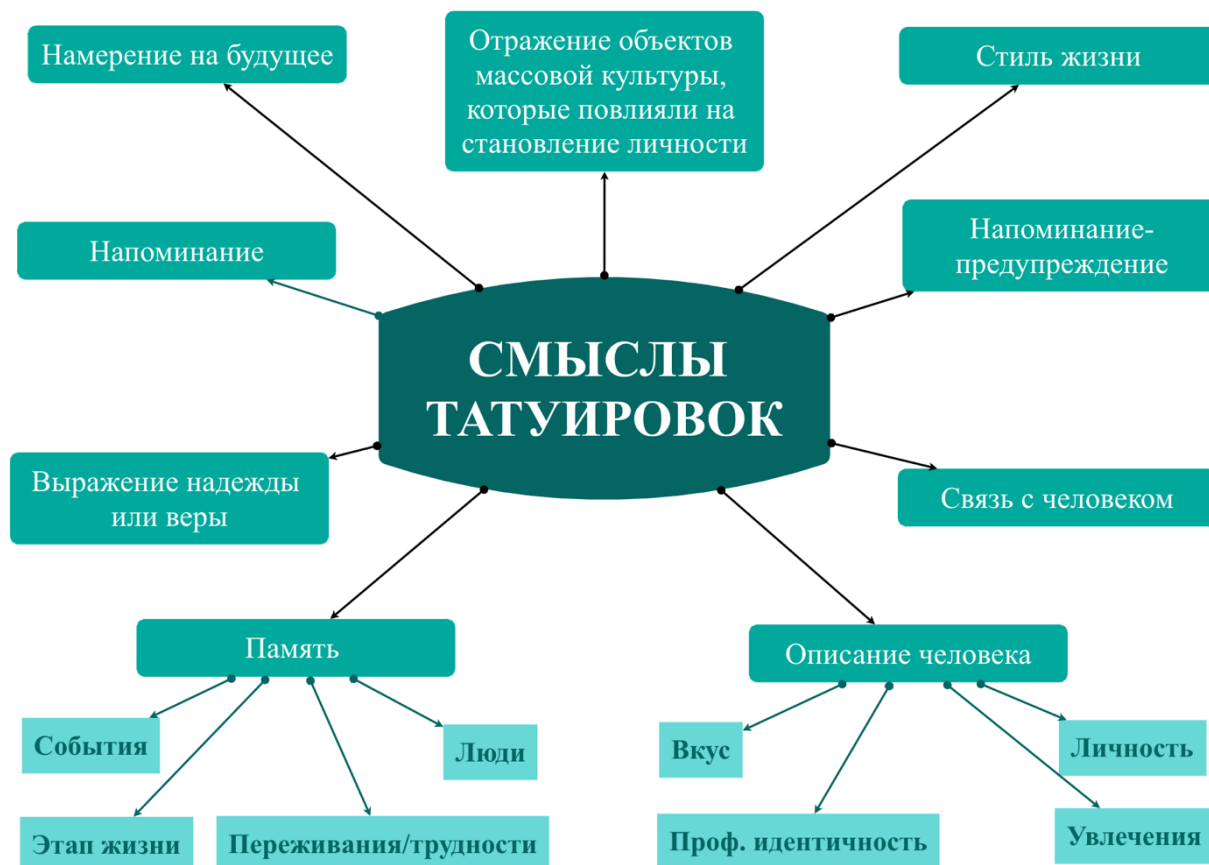 Намерение на будущее
Отражение объектов
массовой культуры,
которые повлияли на
становление личности
Стиль жизни
Напоминание
Напоминание-
предупреждение
СМЫСЛЫ
ТАТУИРОВОК
Выражение надежды
или веры
Связь с человеком
Память
Описание человека
События
Люди
Вкус
Личность
Этап жизни
Переживания/трудности
Проф. идентичность
Увлечения